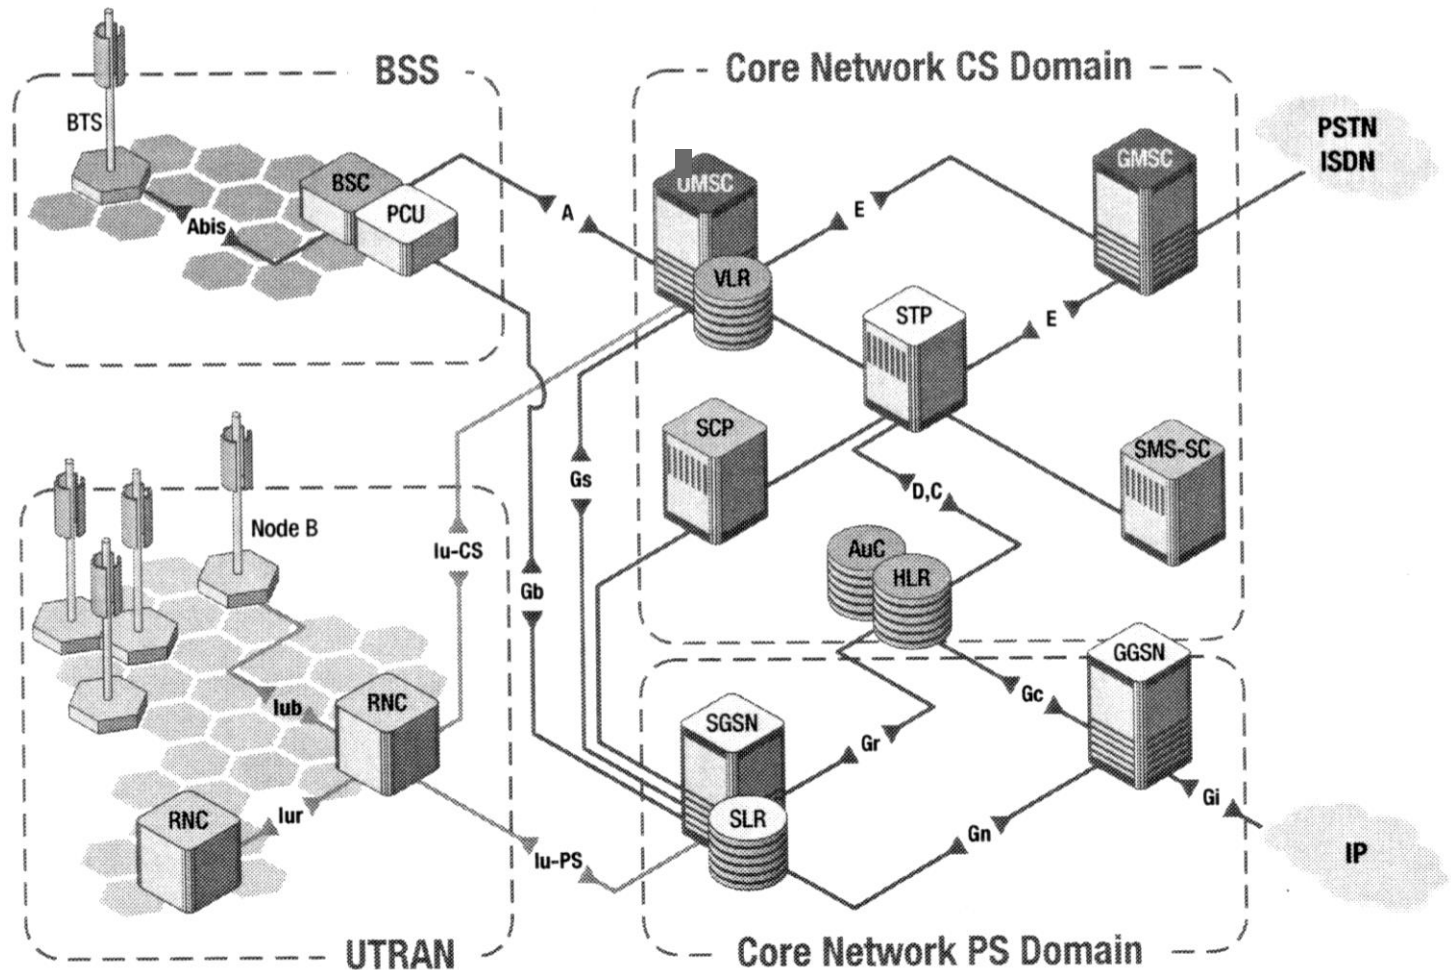 BSS
Core Network CS Domain
BTS
PSTN
ISDN
GMSC
UMSC
BSC
PCU
Abis
A
E
VLR
STP
E
SCP
SMS-SC
Gs
D,C
Node B
Iu-CS
AuC
HLR
Gb
GGSN
RNC
Iub
SGSN
Gc
Gr
Gi
RNC
Iur
SLR
Gn
Iu-PS
IP
UTRAN
Core Network PS Domain